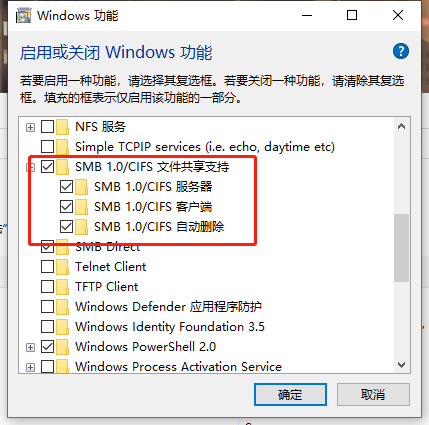 Windows 功能
启用或关闭 Windows 功能
若要启用一种功能，请选择其复选框。若要关闭一种功能，请清除其复选
框。填充的框表示仅启用该功能的一部分。
NFS 服务
Simple TCPIP services (i.e. echo, daytime etc)
SMB 1.0/CIFS 文件共享支持
SMB 1.0/CIFS 服务器
SMB 1.0/CIFS 客户端
SMB 1.0/CIFS 自动删除
SMB Direct
Telnet Client
TFTP Client
Windows Defender 应用程序防护
Windows Identity Foundation 3.5
Windows PowerShell 2.0
Windows Process Activation Service
确定
取消